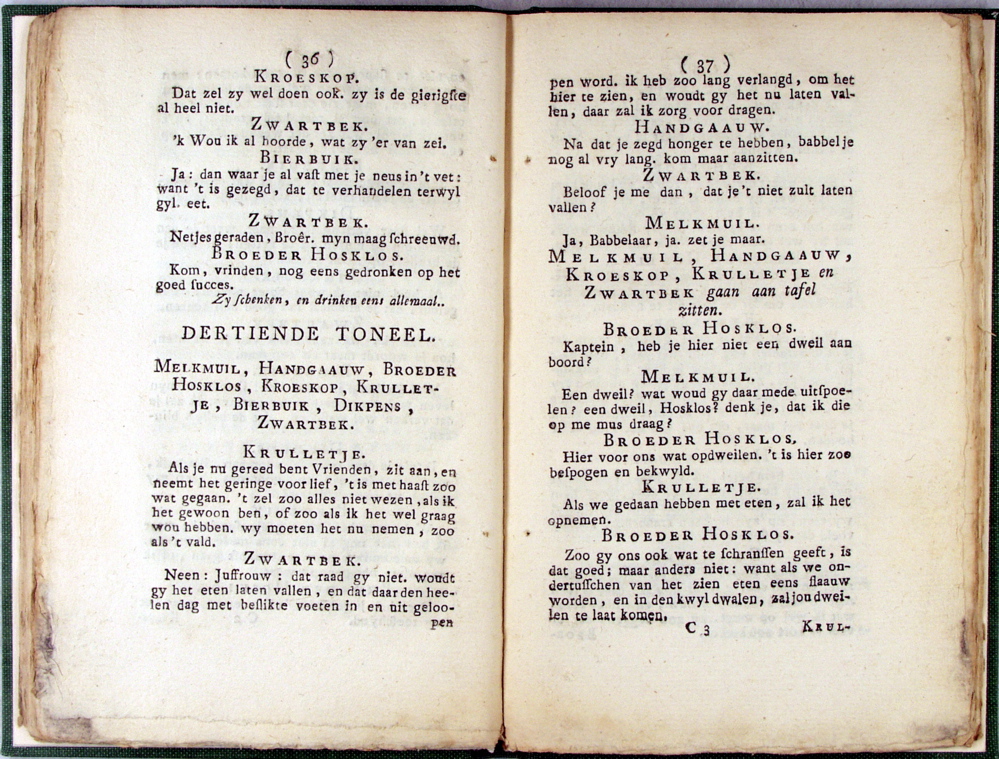 ( 36 )
KROESKOP.
Dat zel zy wel doen ook. zy is de gierigſte
al heel niet.
ZWARTBEK.
'k Wou ik al hoorde, wat zy 'er van zei.
BIERBUIK.
Ja: dan waar je al vaſt met je neus in 't vet:
want 't is gezegd, dat te verhandelen terwyl
gyl. eet.
ZWARTBEK.
Netjes geraden, Broêr. myn maag ſchreeuwd.
BROEDER HOSKLOS.
Kom, vrinden, nog eens gedronken op het
goed ſucces.
Zy ſchenken, en drinken eens allemaal..
DERTIENDE TONEEL.
MELKMUIL, HANDGAAUW, BROEDER
HOSKLOS, KROESKOP, KRULLET-
JE, BIERBUIK, DIKPENS,
ZWARTBEK.
KRULLETJE.
Als je nu gereed bent Vrienden, zit aan, en
neemt het geringe voor lief, 't is met haaſt zoo
wat gegaan. 't zel zoo alles niet wezen, als ik
het gewoon ben, of zoo als ik het wel graag
wou hebben. wy moeten het nu nemen, zoo
als 't vald.
ZWARTBEK.
Neen: Juffrouw: dat raad gy niet. woudt
gy het eten laten vallen, en dat daar den hee-
len dag met beſlikte voeten in en uit geloo-
pen
( 37 )
pen word. ik heb zoo lang verlangd, om het
hier te zien, en woudt gy het nu laten val-
len, daar zal ik zorg voor dragen.
HANDGAAUW.
Na dat je zegd honger te hebben, babbel je
nog al vry lang. kom maar aanzitten.
ZWARTBEK.
Beloof je me dan, dat je 't niet zult laten
vallen?
MELKMUIL.
Ja, Babbelaar, ja. zet je maar.
MELKMUIL, HANDGAAUW,
KROESKOP, KRULLETJE en
ZWARTBEK gaan aan tafel
zitten.
BROEDER HOSKLOS.
Kaptein, heb je hier niet een dweil aan
boord?
MELKMUIL.
Een dweil? wat woud gy daar mede uitſpoe-
len? een dweil, Hosklos? denk je, dat ik die
op me mus draag?
BROEDER HOSKLOS.
Hier voor ons wat opdweilen. 't is hier zoo
beſpogen en bekwyld.
KRULLETJE.
Als we gedaan hebben met eten, zal ik het
opnemen.
BROEDER HOSKLOS.
Zoo gy ons ook wat te ſchranſſen geeft, is
dat goed; maar anders niet: want als we on-
dertuſſchen van het zien eten eens flaauw
worden, en in den kwyl dwalen, zal jou dwei-
len te laat komen.
C 3
KRUL-